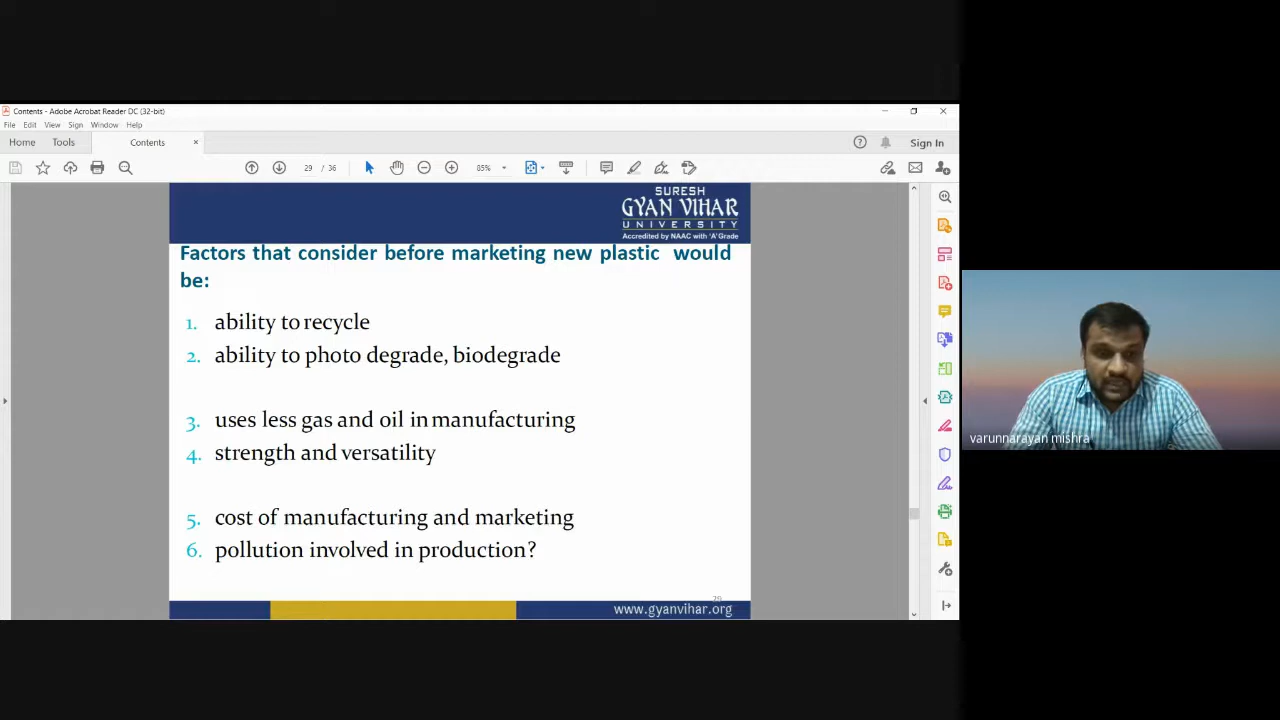 Contents - Adobe Acrobat Reader DC (32-bit)
File Edit View Sign Window Help
Home Tools Contents × Sign In
29 / 36 85%
SURESH
GYAN VIHAR
UNIVERSITY
Accredited by NAAC with 'A' Grade
Factors that consider before marketing new plastic would
be:
1. ability to recycle
2. ability to photo degrade, biodegrade
3. uses less gas and oil in manufacturing
4. strength and versatility
5. cost of manufacturing and marketing
6. pollution involved in production?
29
www.gyanvihar.org
varunnarayan mishra